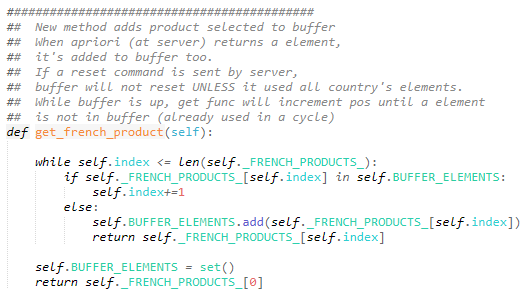 ##########################################
##  New method adds product selected to buffer
##  When apriori (at server) returns a element,
##  it's added to buffer too.
##  If a reset command is sent by server,
##  buffer will not reset UNLESS it used all country's elements.
##  While buffer is up, get func will increment pos until a element
##  is not in buffer (already used in a cycle)
def get_french_product(self):
    while self.index <= len(self._FRENCH_PRODUCTS_):
        if self._FRENCH_PRODUCTS_[self.index] in self.BUFFER_ELEMENTS:
            self.index+=1
        else:
            self.BUFFER_ELEMENTS.add(self._FRENCH_PRODUCTS_[self.index])
            return self._FRENCH_PRODUCTS_[self.index]
    self.BUFFER_ELEMENTS = set()
    return self._FRENCH_PRODUCTS_[0]